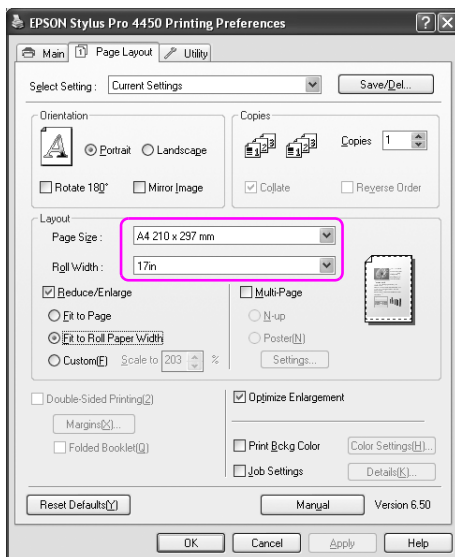 EPSON Stylus Pro 4450 Printing Preferences
Main Page Layout Utility
Select Setting : Current Settings Save/Del...
Orientation
Portrait Landscape
Rotate 180° Mirror Image
Copies
Copies 1
Collate Reverse Order
Layout
Page Size : A4 210 x 297 mm
Roll Width : 17in
Reduce/Enlarge
Fit to Page
Fit to Roll Paper Width
Custom(F) Scale to 203 %
Multi-Page
N-up
Poster(N)
Settings...
Double-Sided Printing(2)
Margins(X)...
Folded Booklet(Q)
Optimize Enlargement
Print Bckg Color Color Settings(H)...
Job Settings Details(K)...
Reset Defaults(Y) Manual Version 6.50
OK Cancel Apply Help